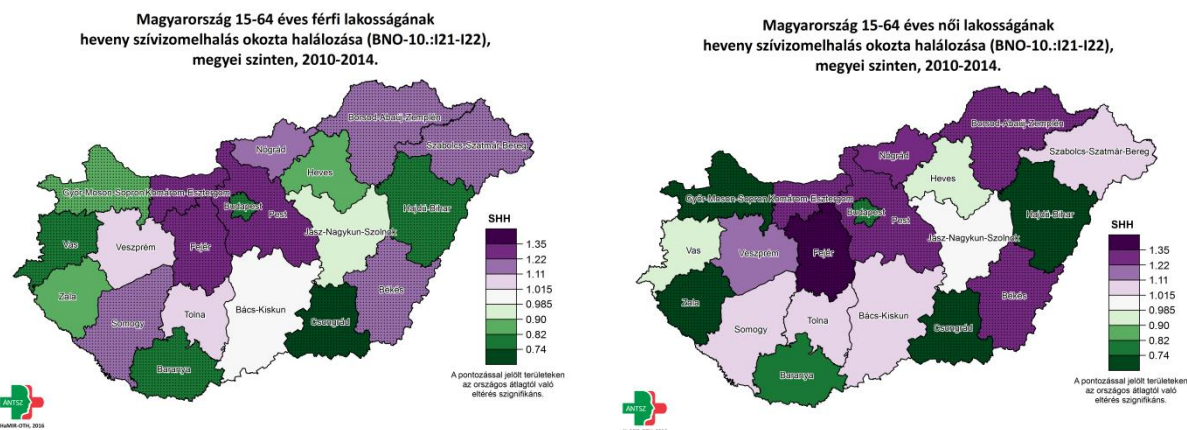 Magyarország 15-64 éves férfi lakosságának
heveny szívizomelhalás okozta halálozása (BNO-10.:I21-I22),
megyei szinten, 2010-2014.
Borsod-Abaúj-Zemplén
Szabolcs-Szatmár-Bereg
Nógrád
Heves
Győr-Moson-Sopron
Komárom-Esztergom
Budapest
Pest
Hajdú-Bihar
Jász-Nagykun-Szolnok
Vas
Veszprém
Fejér
Zala
Somogy
Tolna
Bács-Kiskun
Békés
Csongrád
Baranya
SHH
1.35
1.22
1.11
1.015
0.985
0.90
0.82
0.74
A pontozással jelölt területeken
az országos átlagtól való
eltérés szignifikáns.
ANTSZ
HaMIR-OTH, 2016
Magyarország 15-64 éves női lakosságának
heveny szívizomelhalás okozta halálozása (BNO-10.:I21-I22),
megyei szinten, 2010-2014.
Borsod-Abaúj-Zemplén
Szabolcs-Szatmár-Bereg
Nógrád
Heves
Győr-Moson-Sopron
Komárom-Esztergom
Budapest
Pest
Hajdú-Bihar
Jász-Nagykun-Szolnok
Vas
Veszprém
Fejér
Zala
Somogy
Tolna
Bács-Kiskun
Békés
Csongrád
Baranya
SHH
1.35
1.22
1.11
1.015
0.985
0.90
0.82
0.74
A pontozással jelölt területeken
az országos átlagtól való
eltérés szignifikáns.
ANTSZ